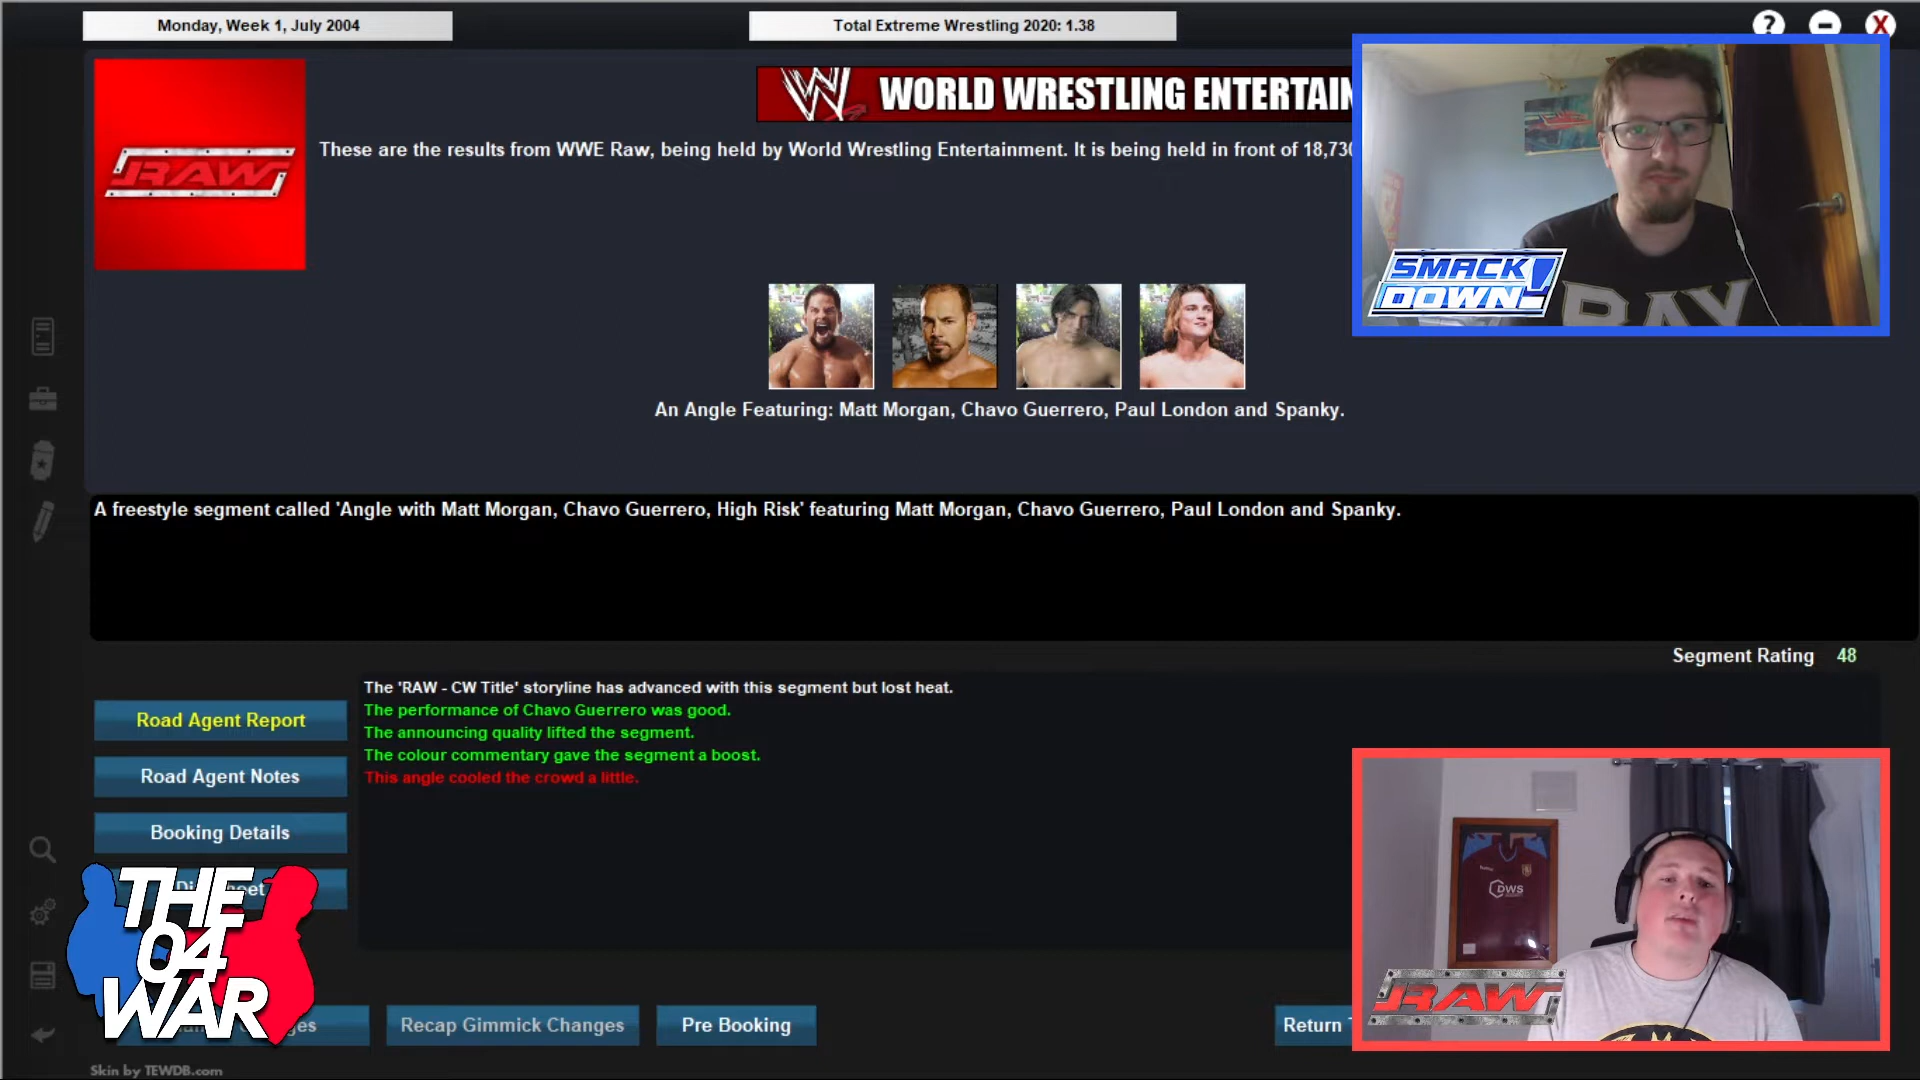 Monday, Week 1, July 2004
Total Extreme Wrestling 2020: 1.38
? – X
RAW
W WORLD WRESTLING ENTERTAIN
These are the results from WWE Raw, being held by World Wrestling Entertainment. It is being held in front of 18,730
SMACK
DOWN!
RAY
An Angle Featuring: Matt Morgan, Chavo Guerrero, Paul London and Spanky.
A freestyle segment called 'Angle with Matt Morgan, Chavo Guerrero, High Risk' featuring Matt Morgan, Chavo Guerrero, Paul London and Spanky.
Segment Rating 48
The 'RAW - CW Title' storyline has advanced with this segment but lost heat.
The performance of Chavo Guerrero was good.
The announcing quality lifted the segment.
The colour commentary gave the segment a boost.
This angle cooled the crowd a little.
Road Agent Report
Road Agent Notes
Booking Details
THE
04
WAR
DWS
RAW
Recap Gimmick Changes
Pre Booking
Return
Skin by TEWDB.com